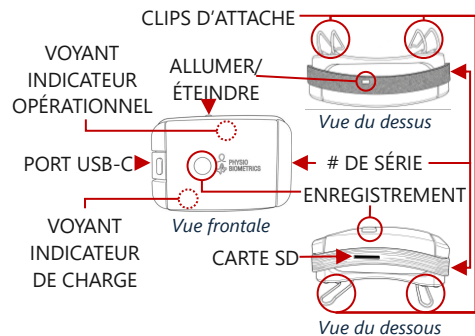 CLIPS D'ATTACHE
VOYANT
INDICATEUR
OPÉRATIONNEL
ALLUMER/
ÉTEINDRE
Vue du dessus
PORT USB-C
PHYSIO
BIOMETRICS
# DE SÉRIE
ENREGISTREMENT
VOYANT
INDICATEUR
DE CHARGE
Vue frontale
CARTE SD
Vue du dessous